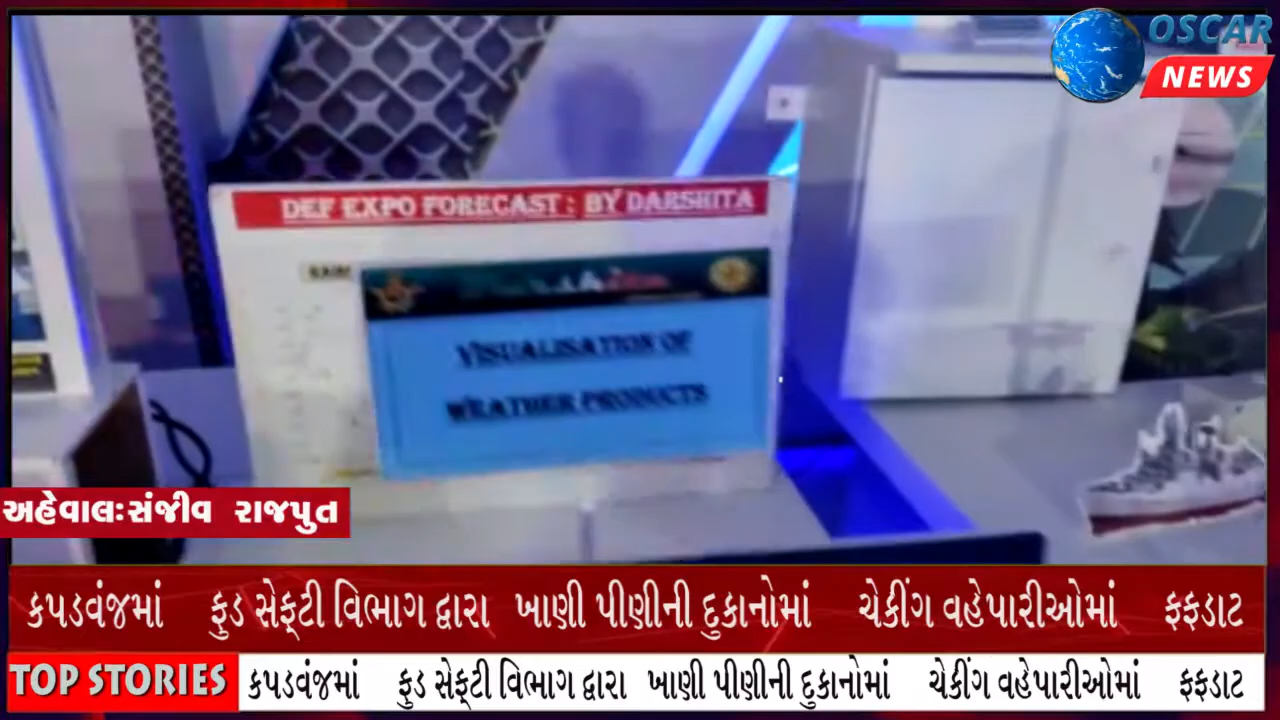 OSCAR
NEWS
DEF EXPO FORECAST : BY DARSHITA
RAIN
VISUALISATION OF
WEATHER PRODUCTS
અહેવાલઃસંજીવ રાજપુત
કપડવંજમાં ફુડ સેફ્ટી વિભાગ દ્વારા ખાણી પીણીની દુકાનોમાં ચેકીંગ વહેપારીઓમાં ફફડાટ
TOP STORIES કપડવંજમાં ફુડ સેફ્ટી વિભાગ દ્વારા ખાણી પીણીની દુકાનોમાં ચેકીંગ વહેપારીઓમાં ફફડાટ